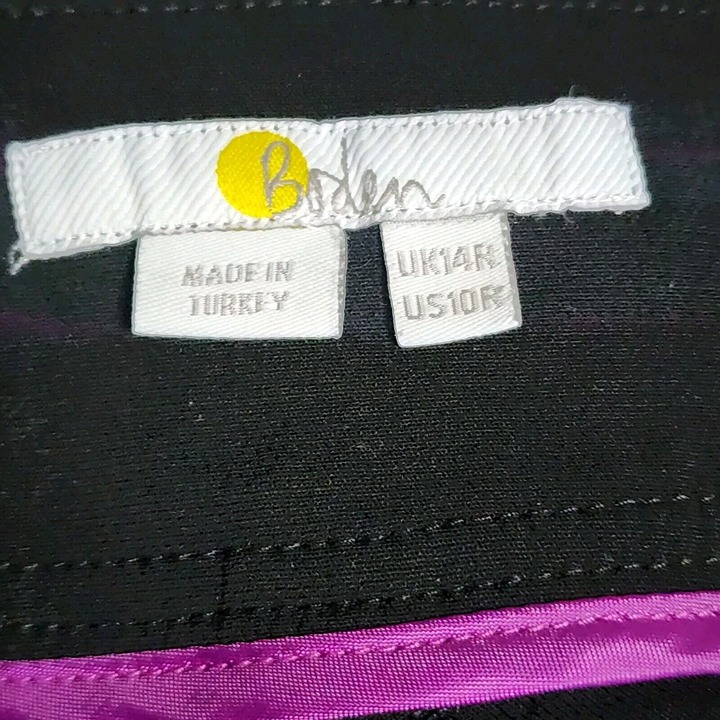 Boden
MADE IN
TURKEY
UK14R
US10R